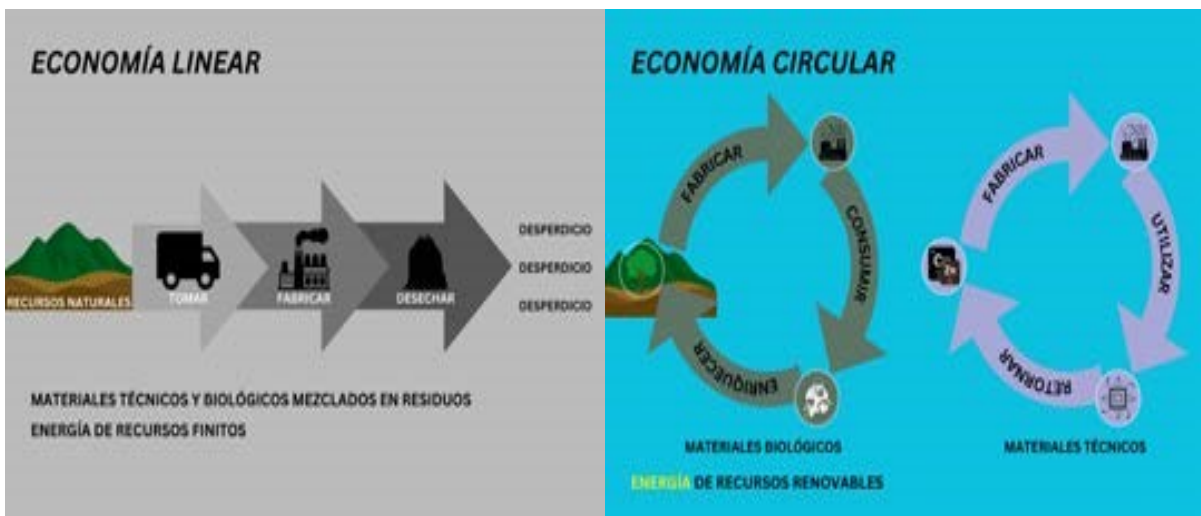 ECONOMÍA LINEAR
RECURSOS NATURALES
TOMAR
FABRICAR
DESECHAR
DESPERDICIO
DESPERDICIO
DESPERDICIO
MATERIALES TÉCNICOS Y BIOLÓGICOS MEZCLADOS EN RESIDUOS
ENERGÍA DE RECURSOS FINITOS
ECONOMÍA CIRCULAR
FABRICAR
CONSUMIR
ENRIQUECER
MATERIALES BIOLÓGICOS
FABRICAR
UTILIZAR
RETORNAR
MATERIALES TÉCNICOS
ENERGÍA DE RECURSOS RENOVABLES